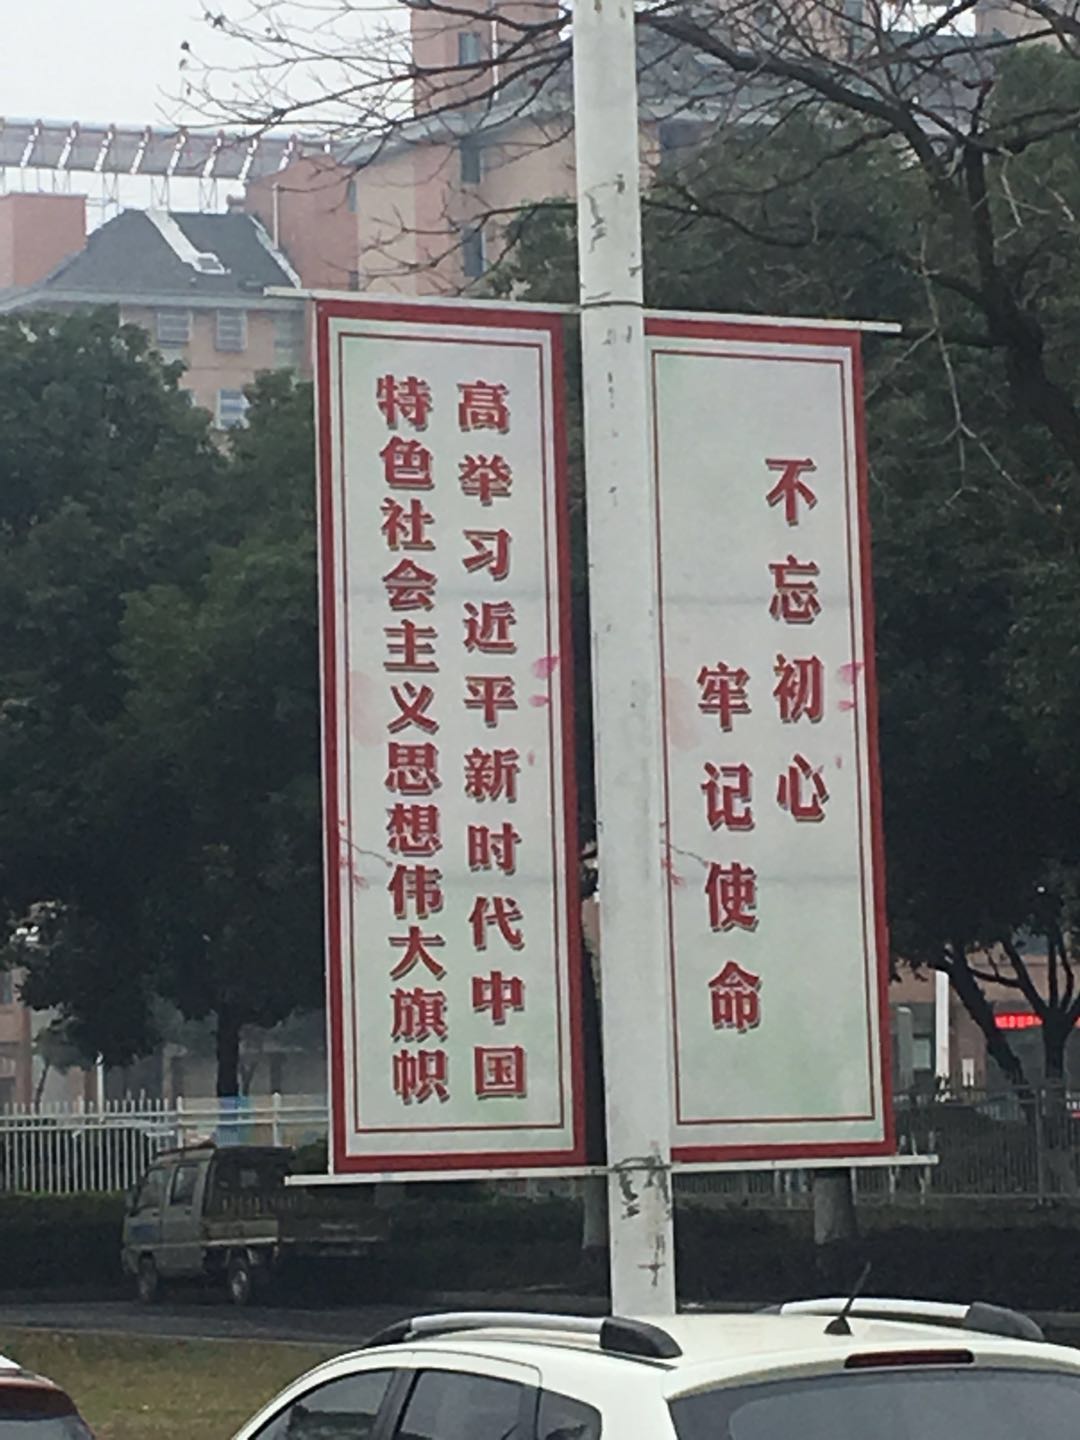 高举习近平新时代中国
特色社会主义思想伟大旗帜
不忘初心
牢记使命